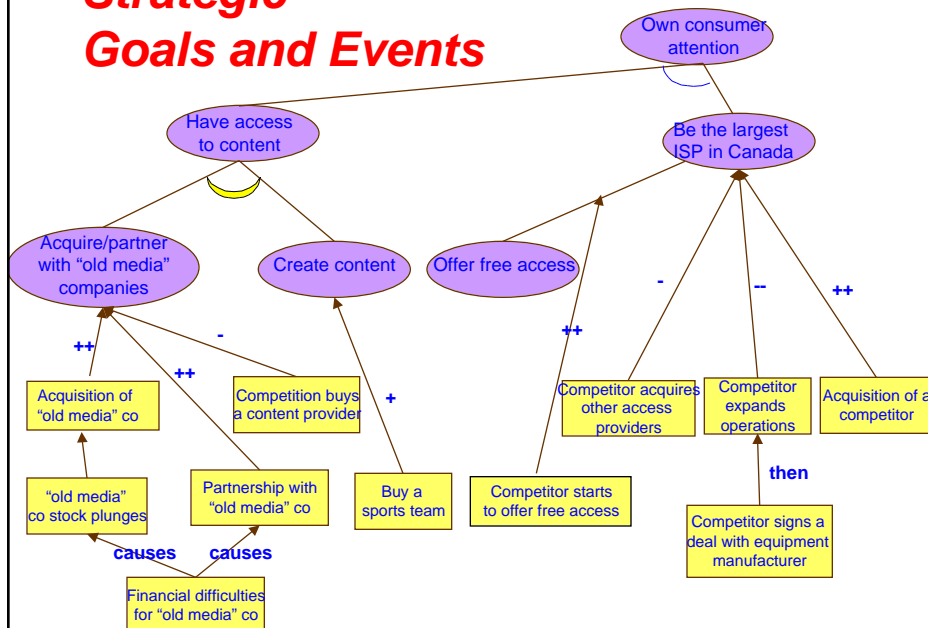 Strategic
Goals and Events
Own consumer
attention
Have access
to content
Be the largest
ISP in Canada
Acquire/partner
with “old media”
companies
Create content
Offer free access
++
++
-
+
++
-
--
++
Acquisition of
“old media” co
Competition buys
a content provider
Competitor acquires
other access
providers
Competitor
expands
operations
Acquisition of a
competitor
“old media”
co stock plunges
Partnership with
“old media” co
Buy a
sports team
Competitor starts
to offer free access
then
Competitor signs a
deal with equipment
manufacturer
causes
causes
Financial difficulties
for “old media” co